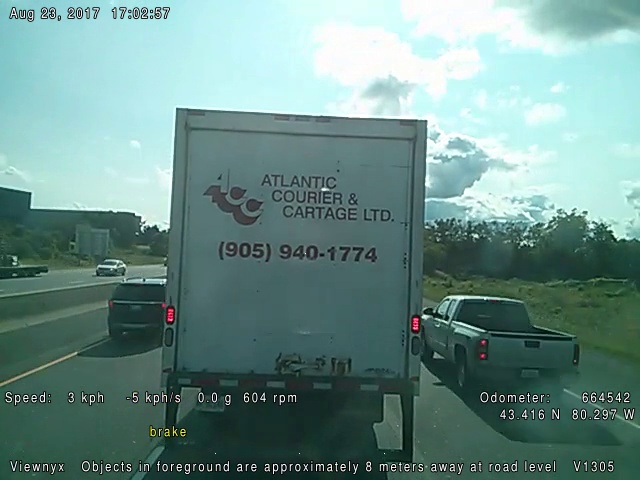 Aug 23, 2017 17:02:57
ATLANTIC
COURIER &
CARTAGE LTD.
(905) 940-1774
Speed: 3 kph -5 kph/s 0.0 g 604 rpm
Odometer: 664542
43.416 N 80.297 W
brake
Viewnyx Objects in foreground are approximately 8 meters away at road level V1305